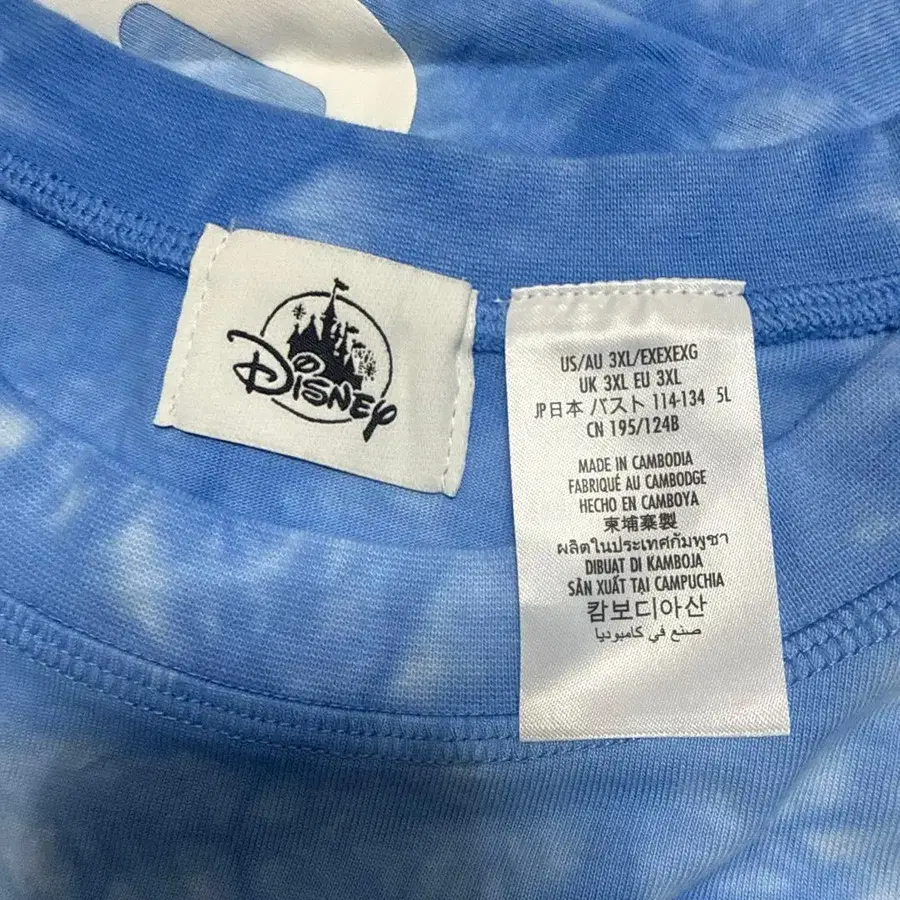 Disney
US/AU 3XL/EXEXEXG
UK 3XL EU 3XL
JP日本 バスト 114-134 5L
CN 195/124B
MADE IN CAMBODIA
FABRIQUÉ AU CAMBODGE
HECHO EN CAMBOYA
柬埔寨製
ผลิตในประเทศกัมพูชา
DIBUAT DI KAMBOJA
SẢN XUẤT TẠI CAMPUCHIA
캄보디아산
صنع في كامبوديا